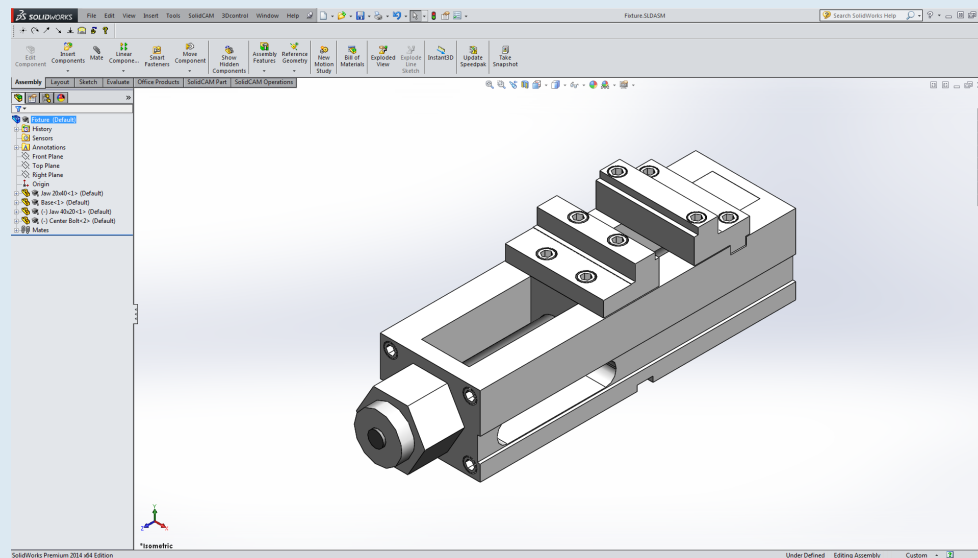 SOLIDWORKS File Edit View Insert Tools SolidCAM 3Dcontrol Window Help Fixture.SLDASM Search SolidWorks Help
Edit Component
Insert Components
Mate
Linear Compone...
Smart Fasteners
Move Component
Show Hidden Components
Assembly Features
Reference Geometry
New Motion Study
Bill of Materials
Exploded View
Explode Line Sketch
Instant3D
Update Speedpak
Take Snapshot
Assembly Layout Sketch Evaluate Office Products SolidCAM Part SolidCAM Operations
Fixture (Default)
History
Sensors
Annotations
Front Plane
Top Plane
Right Plane
Origin
Jaw 20x40<1> (Default)
Base<1> (Default)
(-) Jaw 40x20<1> (Default)
(-) Center Bolt<2> (Default)
Mates
*Isometric
SolidWorks Premium 2014 x64 Edition Under Defined Editing Assembly Custom